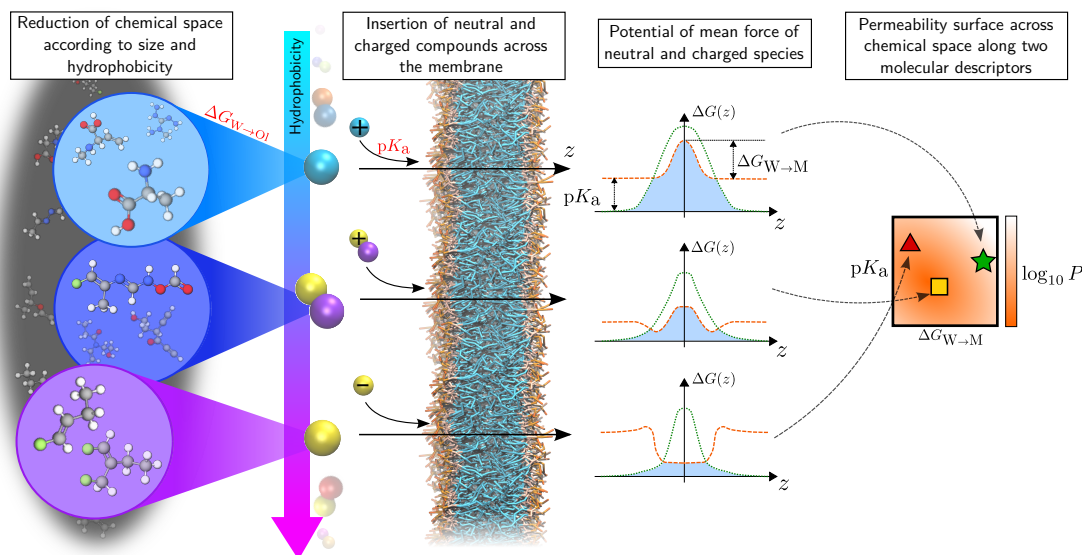 Reduction of chemical space
according to size and
hydrophobicity
Insertion of neutral and
charged compounds across
the membrane
Potential of mean force of
neutral and charged species
Permeability surface across
chemical space along two
molecular descriptors
Hydrophobicity
ΔG_W→Ol
+
pK_a
z
ΔG(z)
ΔG_W→M
pK_a
z
+
ΔG(z)
z
pK_a
log₁₀ P
ΔG_W→M
−
ΔG(z)
z